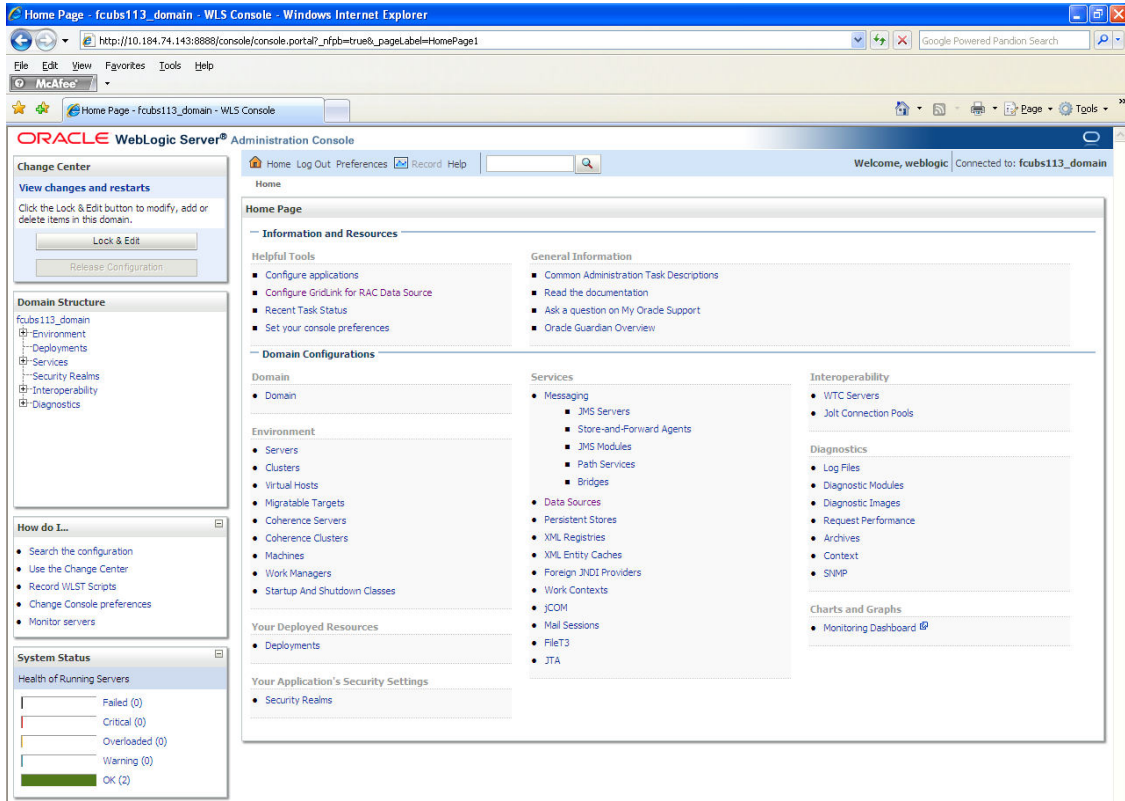 Home Page - fcubs113_domain - WLS Console - Windows Internet Explorer
http://10.184.74.143:8888/console/console.portal?_nfpb=true&_pageLabel=HomePage1
Google Powered Pandion Search
File Edit View Favorites Tools Help
McAfee
Home Page - fcubs113_domain - WLS Console
Page Tools
ORACLE WebLogic Server® Administration Console
Change Center
View changes and restarts
Click the Lock & Edit button to modify, add or
delete items in this domain.
Lock & Edit
Release Configuration
Domain Structure
fcubs113_domain
Environment
Deployments
Services
Security Realms
Interoperability
Diagnostics
How do I...
Search the configuration
Use the Change Center
Record WLST Scripts
Change Console preferences
Monitor servers
System Status
Health of Running Servers
Failed (0)
Critical (0)
Overloaded (0)
Warning (0)
OK (2)
Home Log Out Preferences Record Help
Welcome, weblogic Connected to: fcubs113_domain
Home
Home Page
Information and Resources
Helpful Tools
Configure applications
Configure GridLink for RAC Data Source
Recent Task Status
Set your console preferences
General Information
Common Administration Task Descriptions
Read the documentation
Ask a question on My Oracle Support
Oracle Guardian Overview
Domain Configurations
Domain
Domain
Environment
Servers
Clusters
Virtual Hosts
Migratable Targets
Coherence Servers
Coherence Clusters
Machines
Work Managers
Startup And Shutdown Classes
Your Deployed Resources
Deployments
Your Application's Security Settings
Security Realms
Services
Messaging
JMS Servers
Store-and-Forward Agents
JMS Modules
Path Services
Bridges
Data Sources
Persistent Stores
XML Registries
XML Entity Caches
Foreign JNDI Providers
Work Contexts
jCOM
Mail Sessions
FileT3
JTA
Interoperability
WTC Servers
Jolt Connection Pools
Diagnostics
Log Files
Diagnostic Modules
Diagnostic Images
Request Performance
Archives
Context
SNMP
Charts and Graphs
Monitoring Dashboard